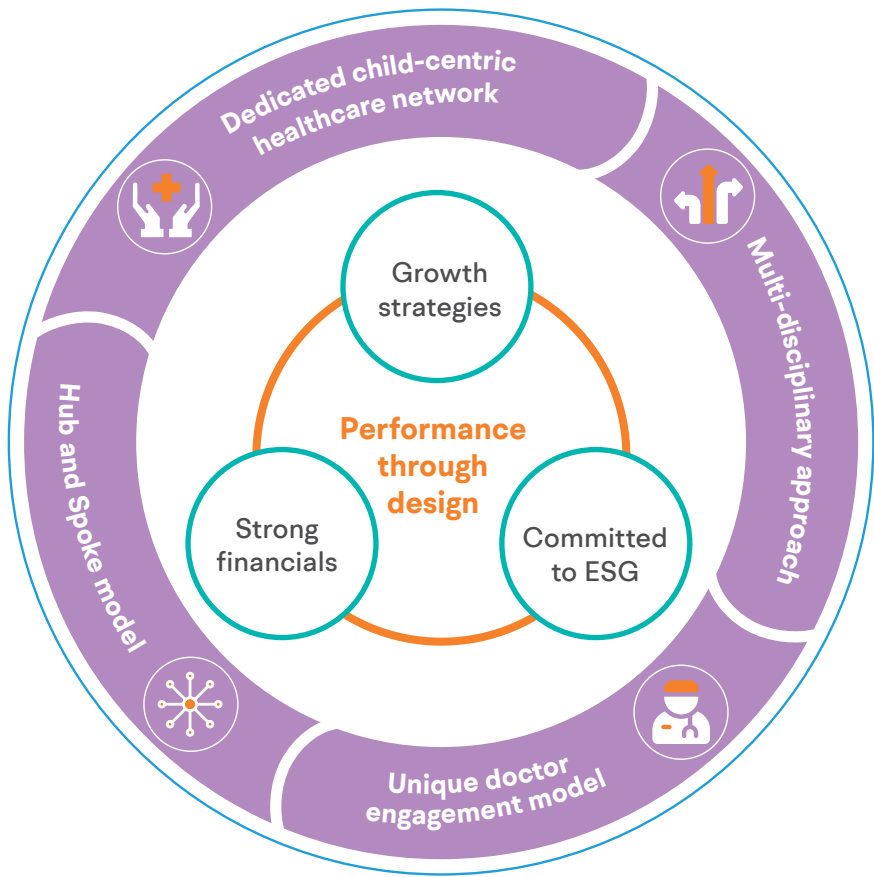 Dedicated child-centric
healthcare network
Multi-disciplinary approach
Unique doctor
engagement model
Hub and Spoke model
Growth
strategies
Performance
through
design
Strong
financials
Committed
to ESG